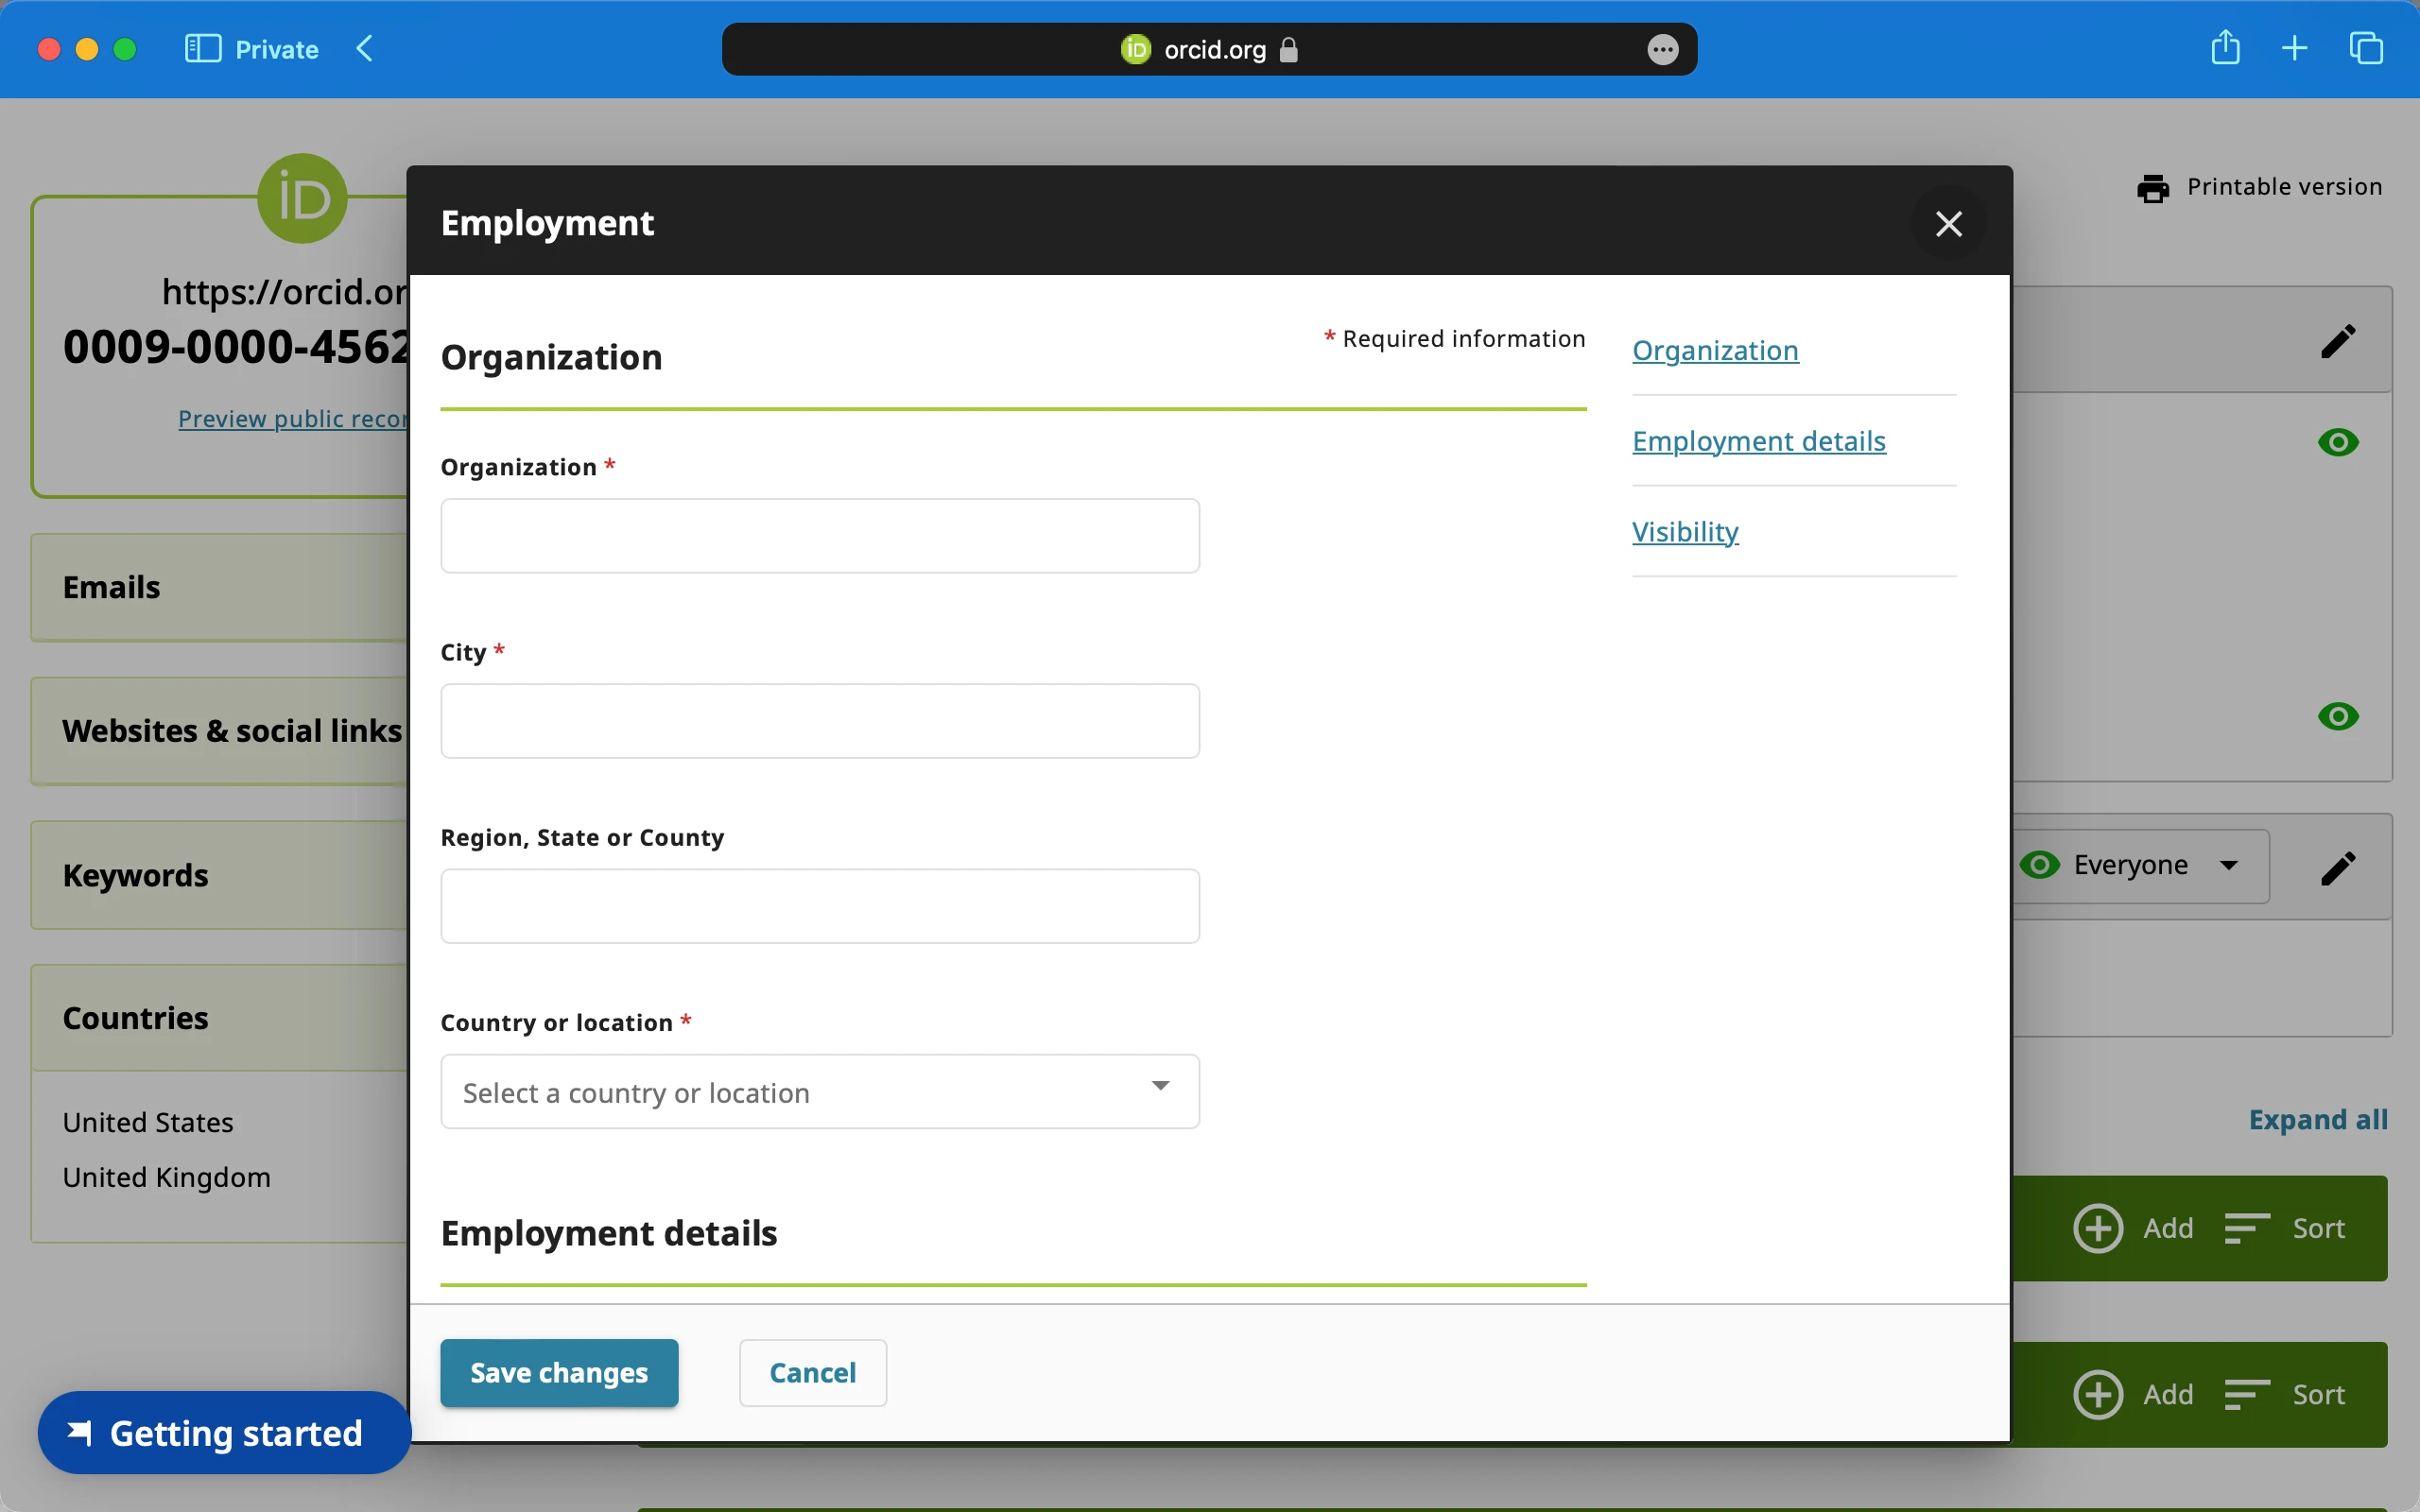 Private
orcid.org
Printable version
iD
https://orcid.or
0009-0000-4562
Preview public recor
Emails
Websites & social links
Keywords
Countries
United States
United Kingdom
Getting started
Employment
Organization
* Required information
Organization *
City *
Region, State or County
Country or location *
Select a country or location
Employment details
Save changes
Cancel
Organization
Employment details
Visibility
Everyone
Expand all
Add
Sort
Add
Sort